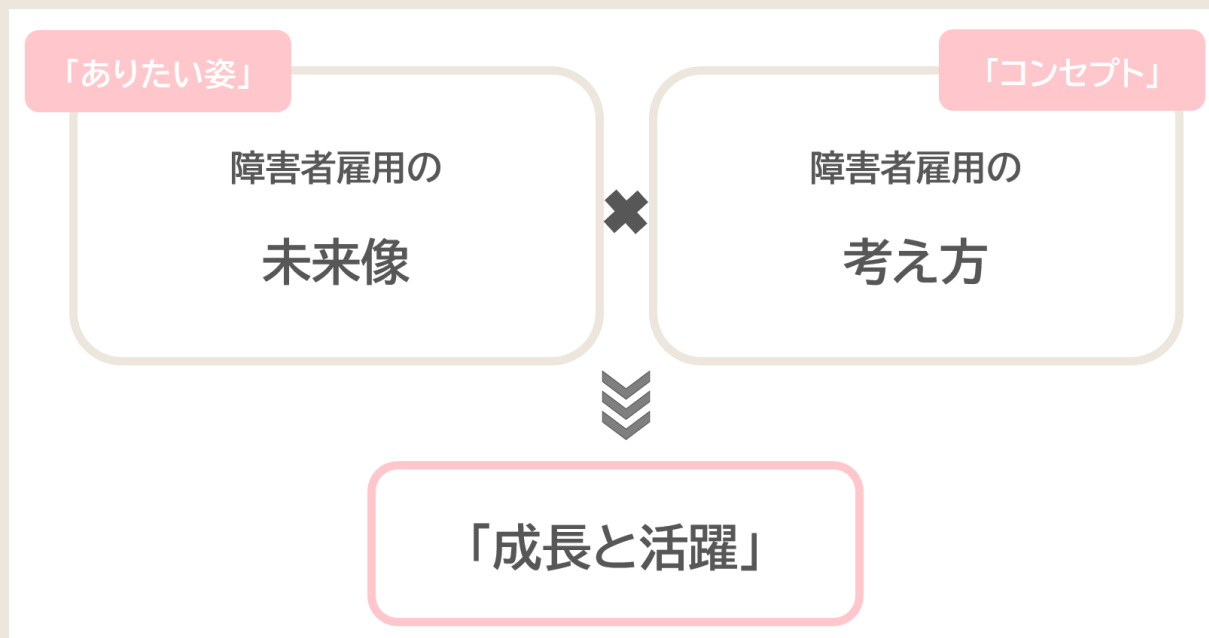 「ありたい姿」
障害者雇用の
未来像
「コンセプト」
障害者雇用の
考え方
「成長と活躍」